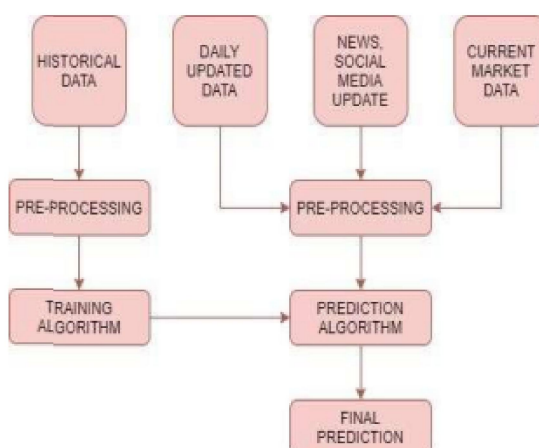 HISTORICAL
DATA
DAILY
UPDATED
DATA
NEWS,
SOCIAL
MEDIA
UPDATE
CURRENT
MARKET
DATA
PRE-PROCESSING
PRE-PROCESSING
TRAINING
ALGORITHM
PREDICTION
ALGORITHM
FINAL
PREDICTION